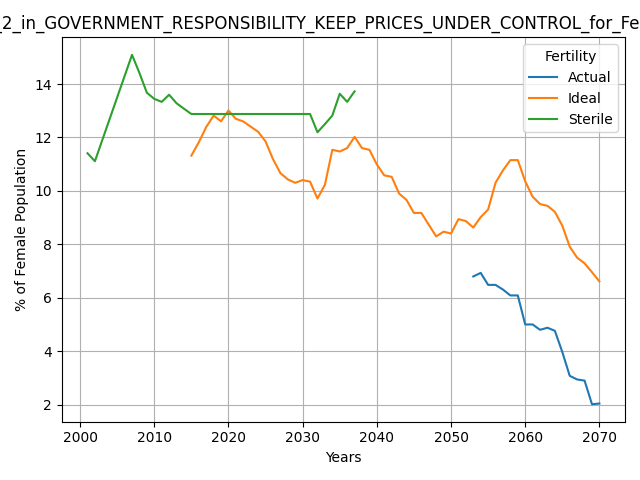 _2_in_GOVERNMENT_RESPONSIBILITY_KEEP_PRICES_UNDER_CONTROL_for_Fe
Fertility
Actual
Ideal
Sterile
% of Female Population
14
12
10
8
6
4
2
2000 2010 2020 2030 2040 2050 2060 2070
Years